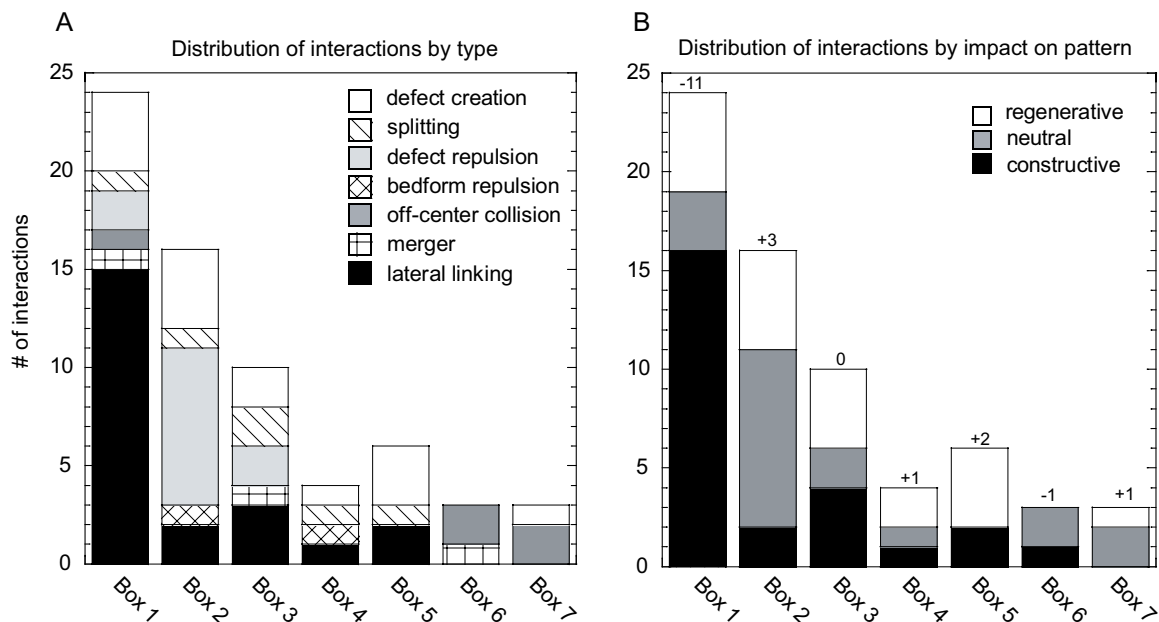 A
Distribution of interactions by type
# of interactions
25
20
15
10
5
0
defect creation
splitting
defect repulsion
bedform repulsion
off-center collision
merger
lateral linking
Box 1
Box 2
Box 3
Box 4
Box 5
Box 6
Box 7
B
Distribution of interactions by impact on pattern
25
20
15
10
5
0
regenerative
neutral
constructive
-11
+3
0
+1
+2
-1
+1
Box 1
Box 2
Box 3
Box 4
Box 5
Box 6
Box 7